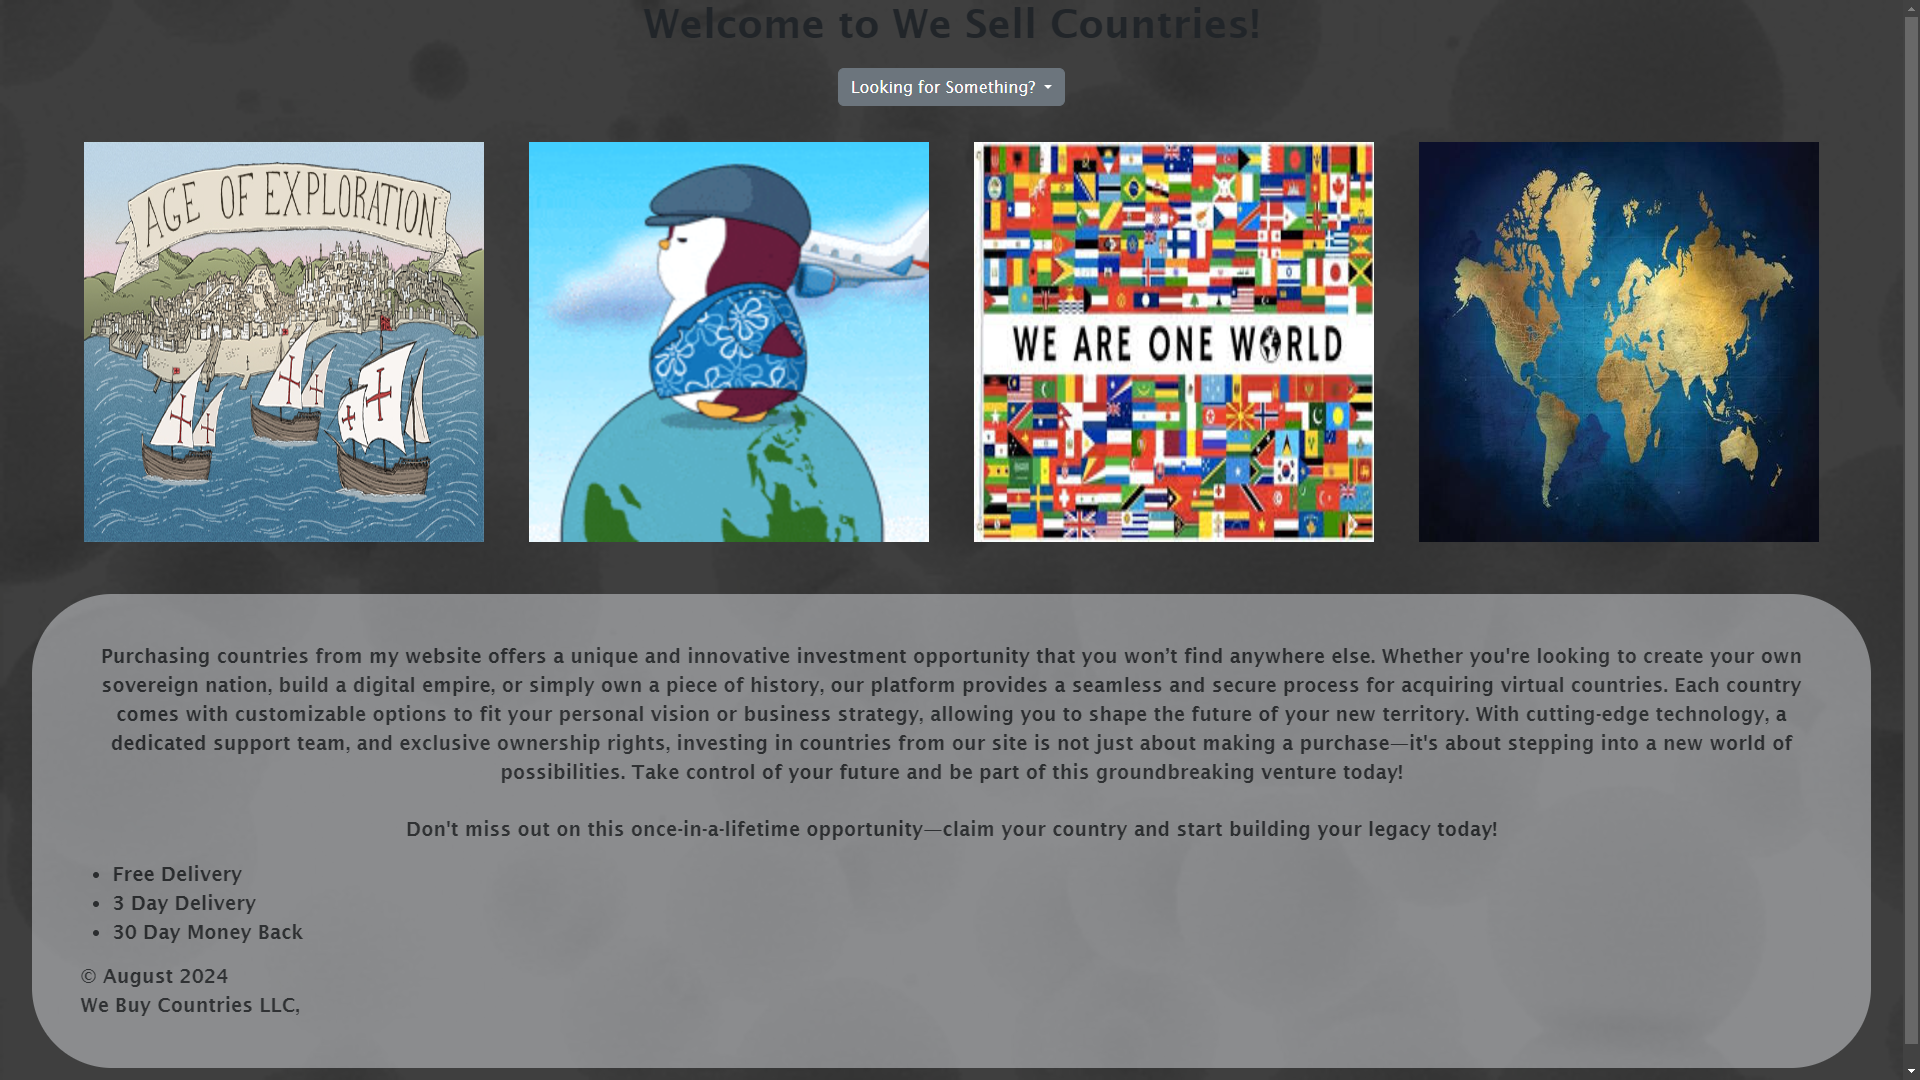 Welcome to We Sell Countries!
Looking for Something?
AGE OF EXPLORATION
WE ARE ONE WORLD
Purchasing countries from my website offers a unique and innovative investment opportunity that you won’t find anywhere else. Whether you're looking to create your own
sovereign nation, build a digital empire, or simply own a piece of history, our platform provides a seamless and secure process for acquiring virtual countries. Each country
comes with customizable options to fit your personal vision or business strategy, allowing you to shape the future of your new territory. With cutting-edge technology, a
dedicated support team, and exclusive ownership rights, investing in countries from our site is not just about making a purchase—it's about stepping into a new world of
possibilities. Take control of your future and be part of this groundbreaking venture today!
Don't miss out on this once-in-a-lifetime opportunity—claim your country and start building your legacy today!
• Free Delivery
• 3 Day Delivery
• 30 Day Money Back
© August 2024
We Buy Countries LLC,